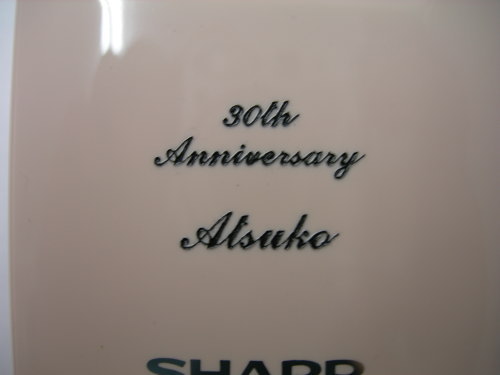 30th
Anniversary
Atsuko
SHARP